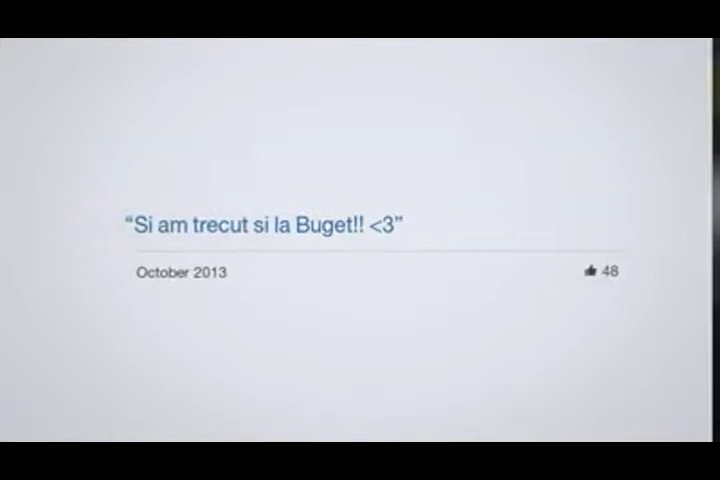 “Si am trecut si la Buget!! <3”
October 2013
48